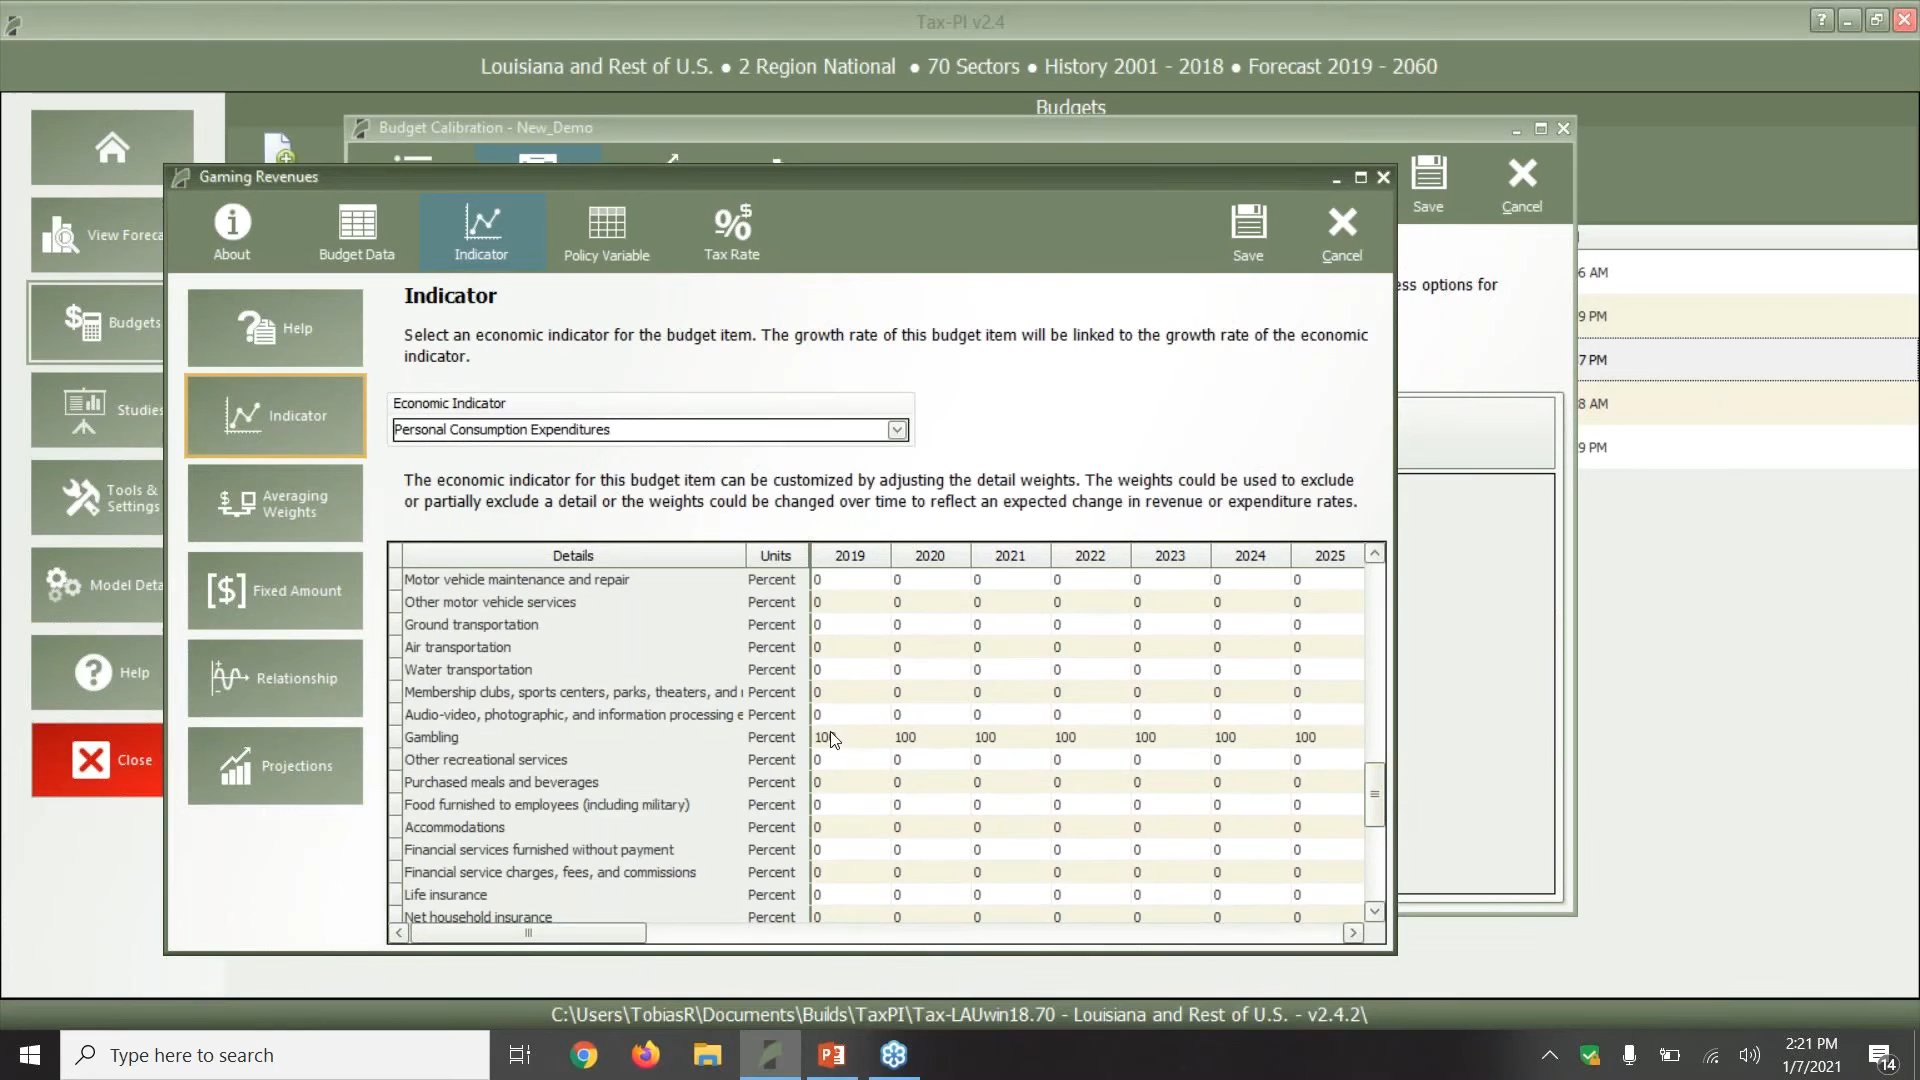 Tax-PI v2.4
Louisiana and Rest of U.S. ● 2 Region National ● 70 Sectors ● History 2001 - 2018 ● Forecast 2019 - 2060
Budgets
Budget Calibration - New_Demo
Save
Cancel
View Foreca
Budgets
Studies
Tools &
Settings
Model Deta
Help
Close
Gaming Revenues
About
Budget Data
Indicator
Policy Variable
Tax Rate
Save
Cancel
Help
Indicator
Averaging
Weights
Fixed Amount
Relationship
Projections
Indicator
Select an economic indicator for the budget item. The growth rate of this budget item will be linked to the growth rate of the economic
indicator.
Economic Indicator
Personal Consumption Expenditures
The economic indicator for this budget item can be customized by adjusting the detail weights. The weights could be used to exclude
or partially exclude a detail or the weights could be changed over time to reflect an expected change in revenue or expenditure rates.
Details Units 2019 2020 2021 2022 2023 2024 2025
Motor vehicle maintenance and repair Percent 0 0 0 0 0 0 0
Other motor vehicle services Percent 0 0 0 0 0 0 0
Ground transportation Percent 0 0 0 0 0 0 0
Air transportation Percent 0 0 0 0 0 0 0
Water transportation Percent 0 0 0 0 0 0 0
Membership clubs, sports centers, parks, theaters, and Percent 0 0 0 0 0 0 0
Audio-video, photographic, and information processing e Percent 0 0 0 0 0 0 0
Gambling Percent 100 100 100 100 100 100 100
Other recreational services Percent 0 0 0 0 0 0 0
Purchased meals and beverages Percent 0 0 0 0 0 0 0
Food furnished to employees (including military) Percent 0 0 0 0 0 0 0
Accommodations Percent 0 0 0 0 0 0 0
Financial services furnished without payment Percent 0 0 0 0 0 0 0
Financial service charges, fees, and commissions Percent 0 0 0 0 0 0 0
Life insurance Percent 0 0 0 0 0 0 0
Net household insurance Percent 0 0 0 0 0 0 0
ess options for
6 AM
9 PM
7 PM
8 AM
9 PM
C:\Users\TobiasR\Documents\Builds\TaxPI\Tax-LAUwin18.70 - Louisiana and Rest of U.S. - v2.4.2\
Type here to search
2:21 PM
1/7/2021
14